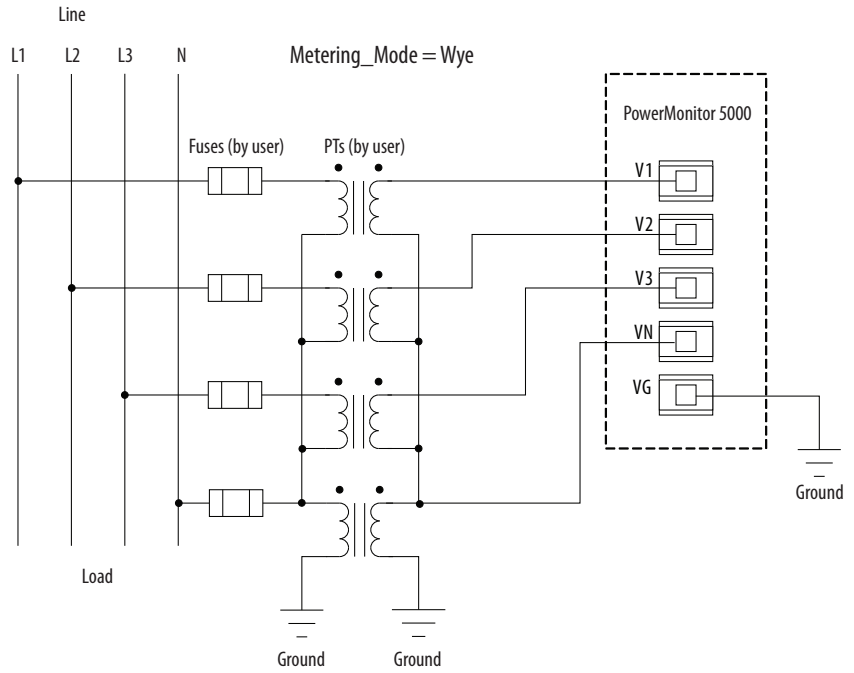 Line
L1 L2 L3 N
Metering_Mode = Wye
PowerMonitor 5000
Fuses (by user) PTs (by user)
V1
V2
V3
VN
VG
Ground
Load
Ground Ground